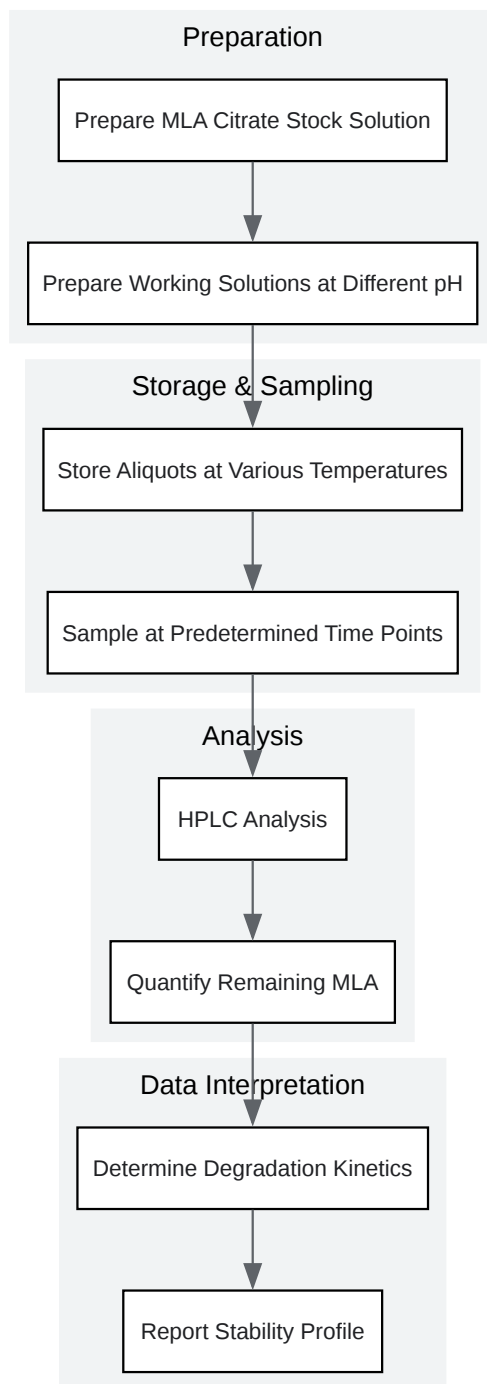 Preparation
Prepare MLA Citrate Stock Solution
Prepare Working Solutions at Different pH
Storage & Sampling
Store Aliquots at Various Temperatures
Sample at Predetermined Time Points
Analysis
HPLC Analysis
Quantify Remaining MLA
Data Interpretation
Determine Degradation Kinetics
Report Stability Profile